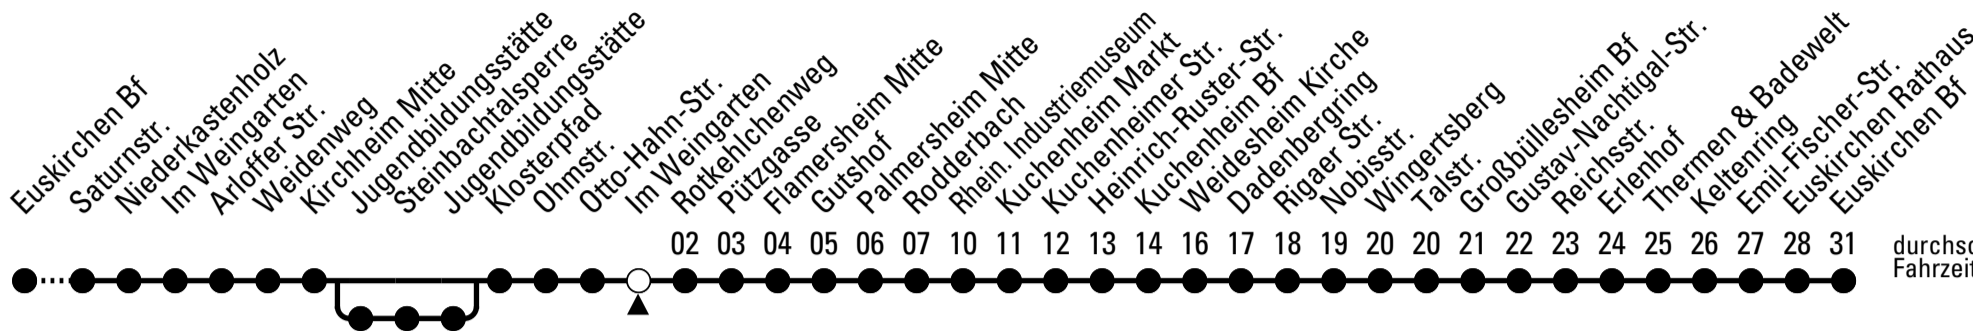 Euskirchen Bf
Saturnstr.
Niederkastenholz
Im Weingarten
Arloffer Str.
Weidenweg
Kirchheim Mitte
Jugendbildungsstätte
Steinbachtalsperre
Jugendbildungsstätte
Klosterpfad
Ohmstr.
Otto-Hahn-Str.
Im Weingarten
Rotkehlchenweg
Pützgasse
Flamersheim Mitte
Gutshof
Palmersheim Mitte
Rodderbach
Rhein. Industriemuseum
Kuchenheim Markt
Kuchenheimer Str.
Heinrich-Ruster-Str.
Kuchenheim Bf
Weidesheim Kirche
Dadenbergring
Rigaer Str.
Nobisstr.
Wingertsberg
Talstr.
Großbüllesheim Bf
Gustav-Nachtigal-Str.
Reichsstr.
Erlenhof
Thermen & Badewelt
Keltenring
Emil-Fischer-Str.
Euskirchen Rathaus
Euskirchen Bf
02 03 04 05 06 07 10 11 12 13 14 16 17 18 19 20 20 21 22 23 24 25 26 27 28 31
durchsc
Fahrzeit